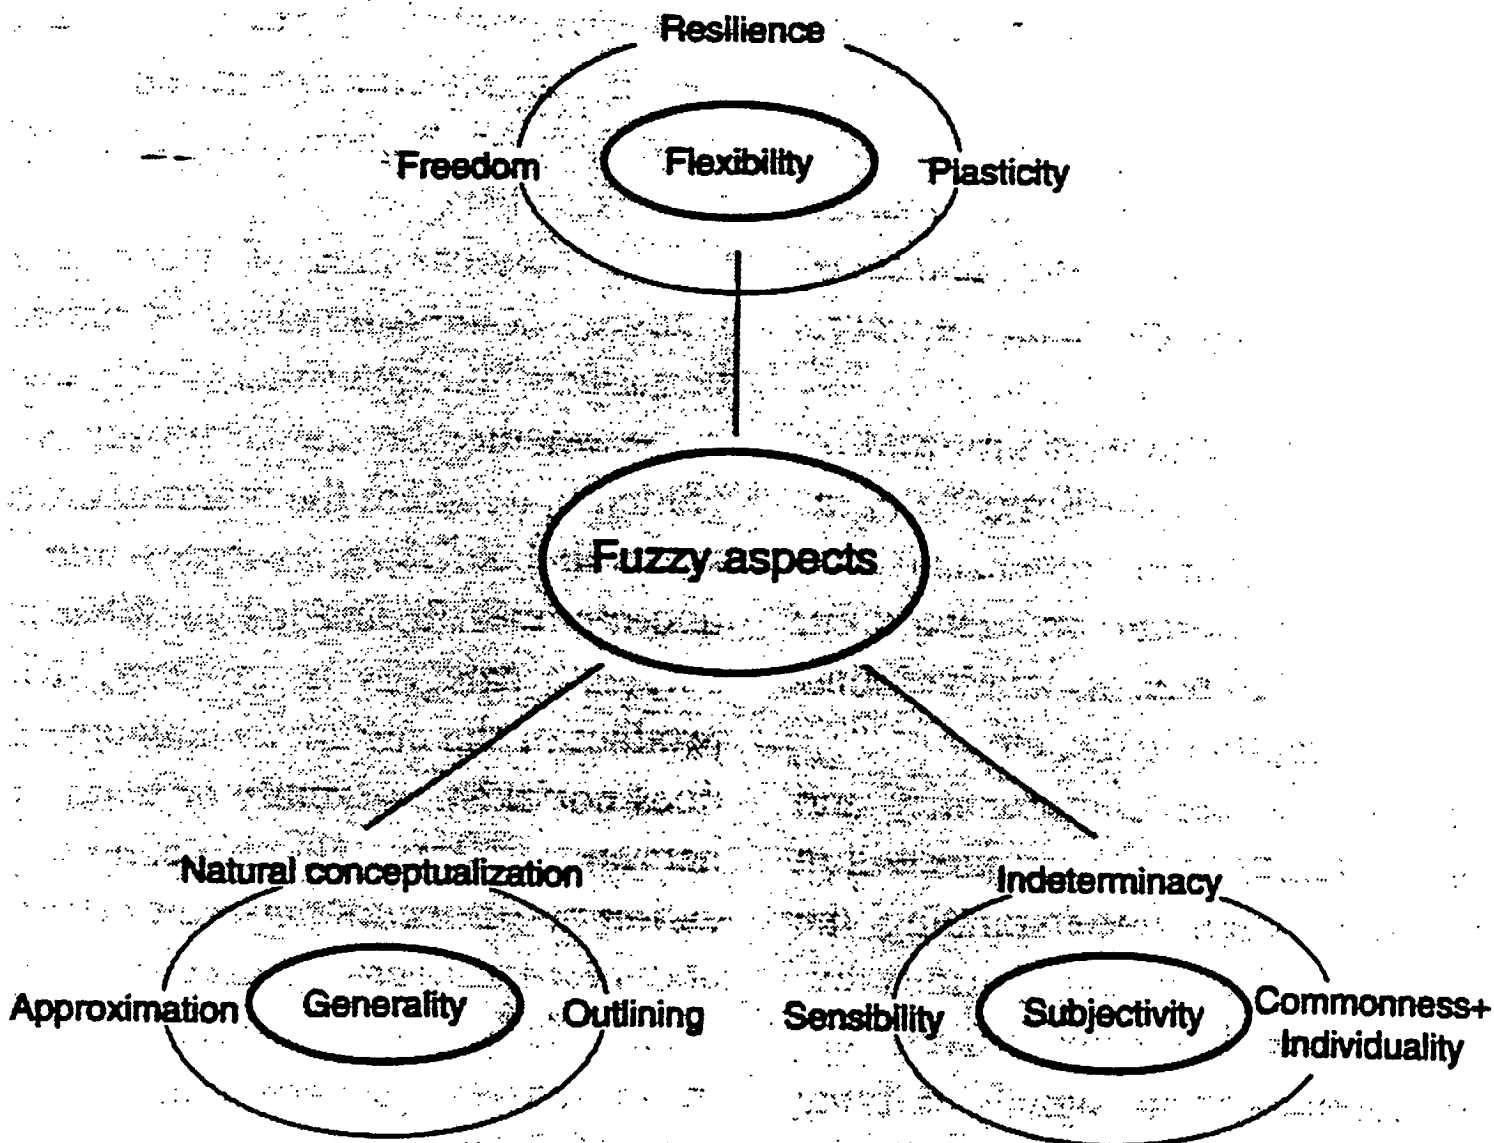 Resilience
Freedom
Flexibility
Plasticity
Fuzzy aspects
Natural conceptualization
Approximation
Generality
Outlining
Indeterminacy
Sensibility
Subjectivity
Commonness+
Individuality